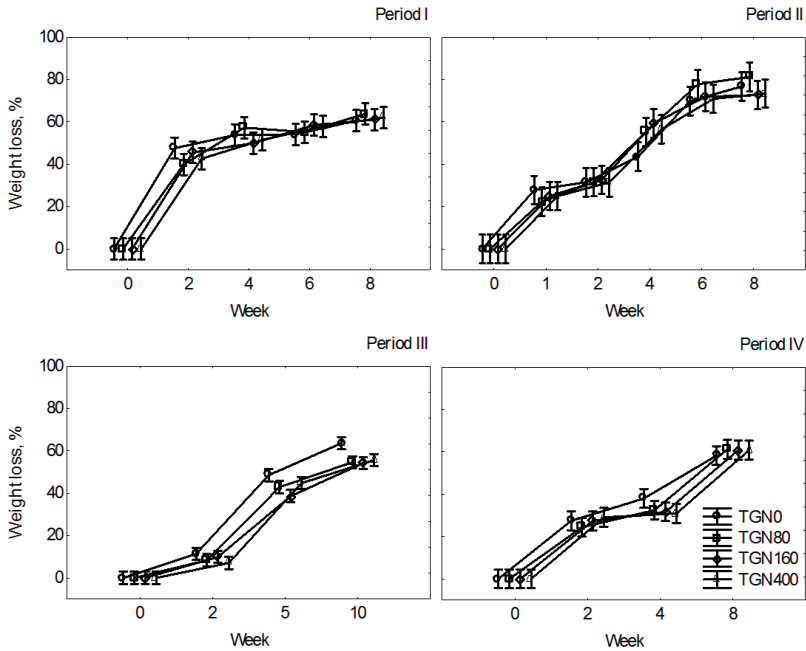 Period I
Period II
100
80
60
40
20
0
Weight loss, %
0 2 4 6 8
Week
0 1 2 4 6 8
Week
Period III
Period IV
100
80
60
40
20
0
Weight loss, %
0 2 5 10
Week
0 2 4 8
Week
TGN0
TGN80
TGN160
TGN400